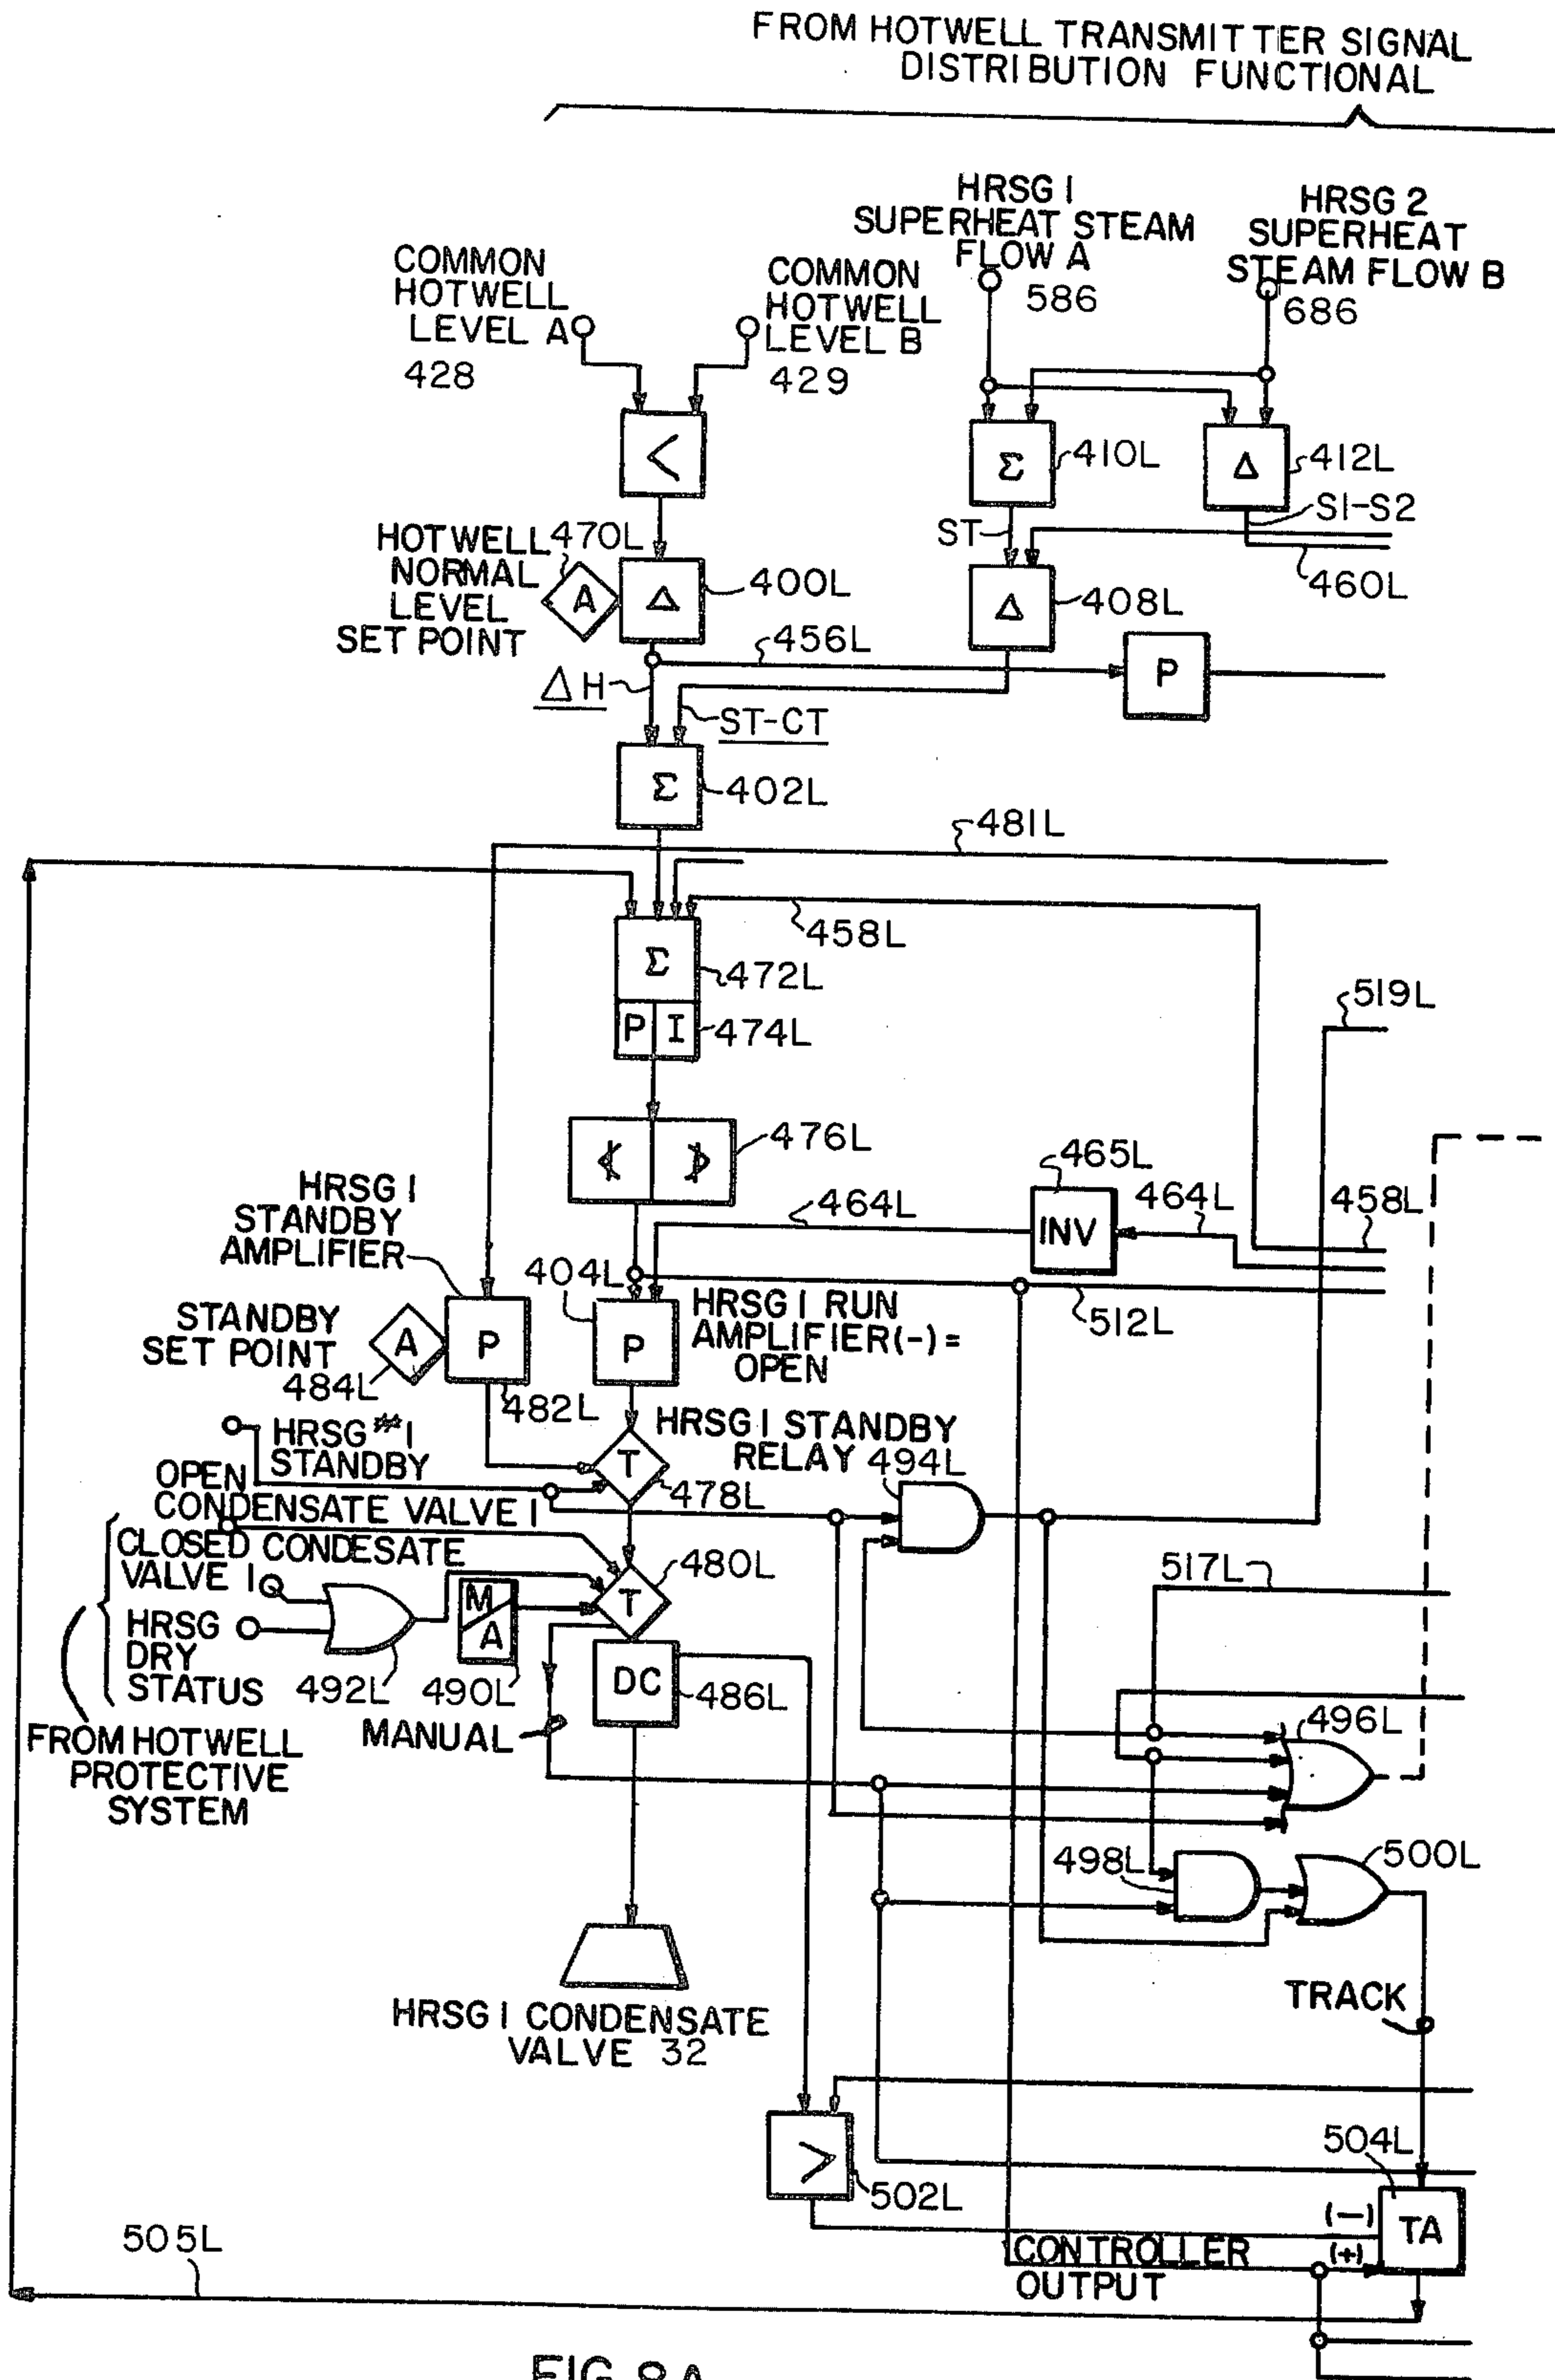 FROM HOTWELL TRANSMITTER SIGNAL
DISTRIBUTION FUNCTIONAL
HRSG 1
SUPERHEAT STEAM
FLOW A
586
HRSG 2
SUPERHEAT
STEAM FLOW B
686
COMMON
HOTWELL
LEVEL A
428
COMMON
HOTWELL
LEVEL B
429
<
Σ
410L
Δ
412L
S1-S2
ST
460L
HOTWELL
NORMAL
LEVEL
SET POINT
470L
A
Δ
400L
Δ
408L
456L
P
ΔH
ST-CT
Σ
402L
481L
458L
Σ
472L
P I
474L
519L
476L
465L
INV
464L
464L
458L
HRSG 1
STANDBY
AMPLIFIER
404L
STANDBY
SET POINT
A
484L
P
482L
P
HRSG 1 RUN
AMPLIFIER(-)=
OPEN
512L
HRSG #1
STANDBY
T
478L
HRSG 1 STANDBY
RELAY
494L
OPEN
CONDENSATE VALVE 1
CLOSED CONDESATE
VALVE 1
HRSG
DRY
STATUS
492L
M
A
490L
T
480L
DC
486L
517L
FROM HOTWELL
PROTECTIVE
SYSTEM
MANUAL
496L
498L
500L
HRSG 1 CONDENSATE
VALVE 32
TRACK
>
502L
504L
(-)
TA
(+)
CONTROLLER
OUTPUT
505L
FIG. 8A